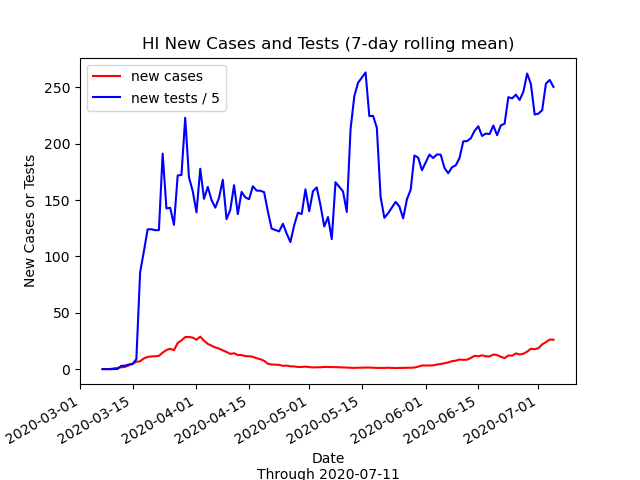 HI New Cases and Tests (7-day rolling mean)
new cases
new tests / 5
New Cases or Tests
250
200
150
100
50
0
2020-03-01
2020-03-15
2020-04-01
2020-04-15
2020-05-01
2020-05-15
2020-06-01
2020-06-15
2020-07-01
Date
Through 2020-07-11